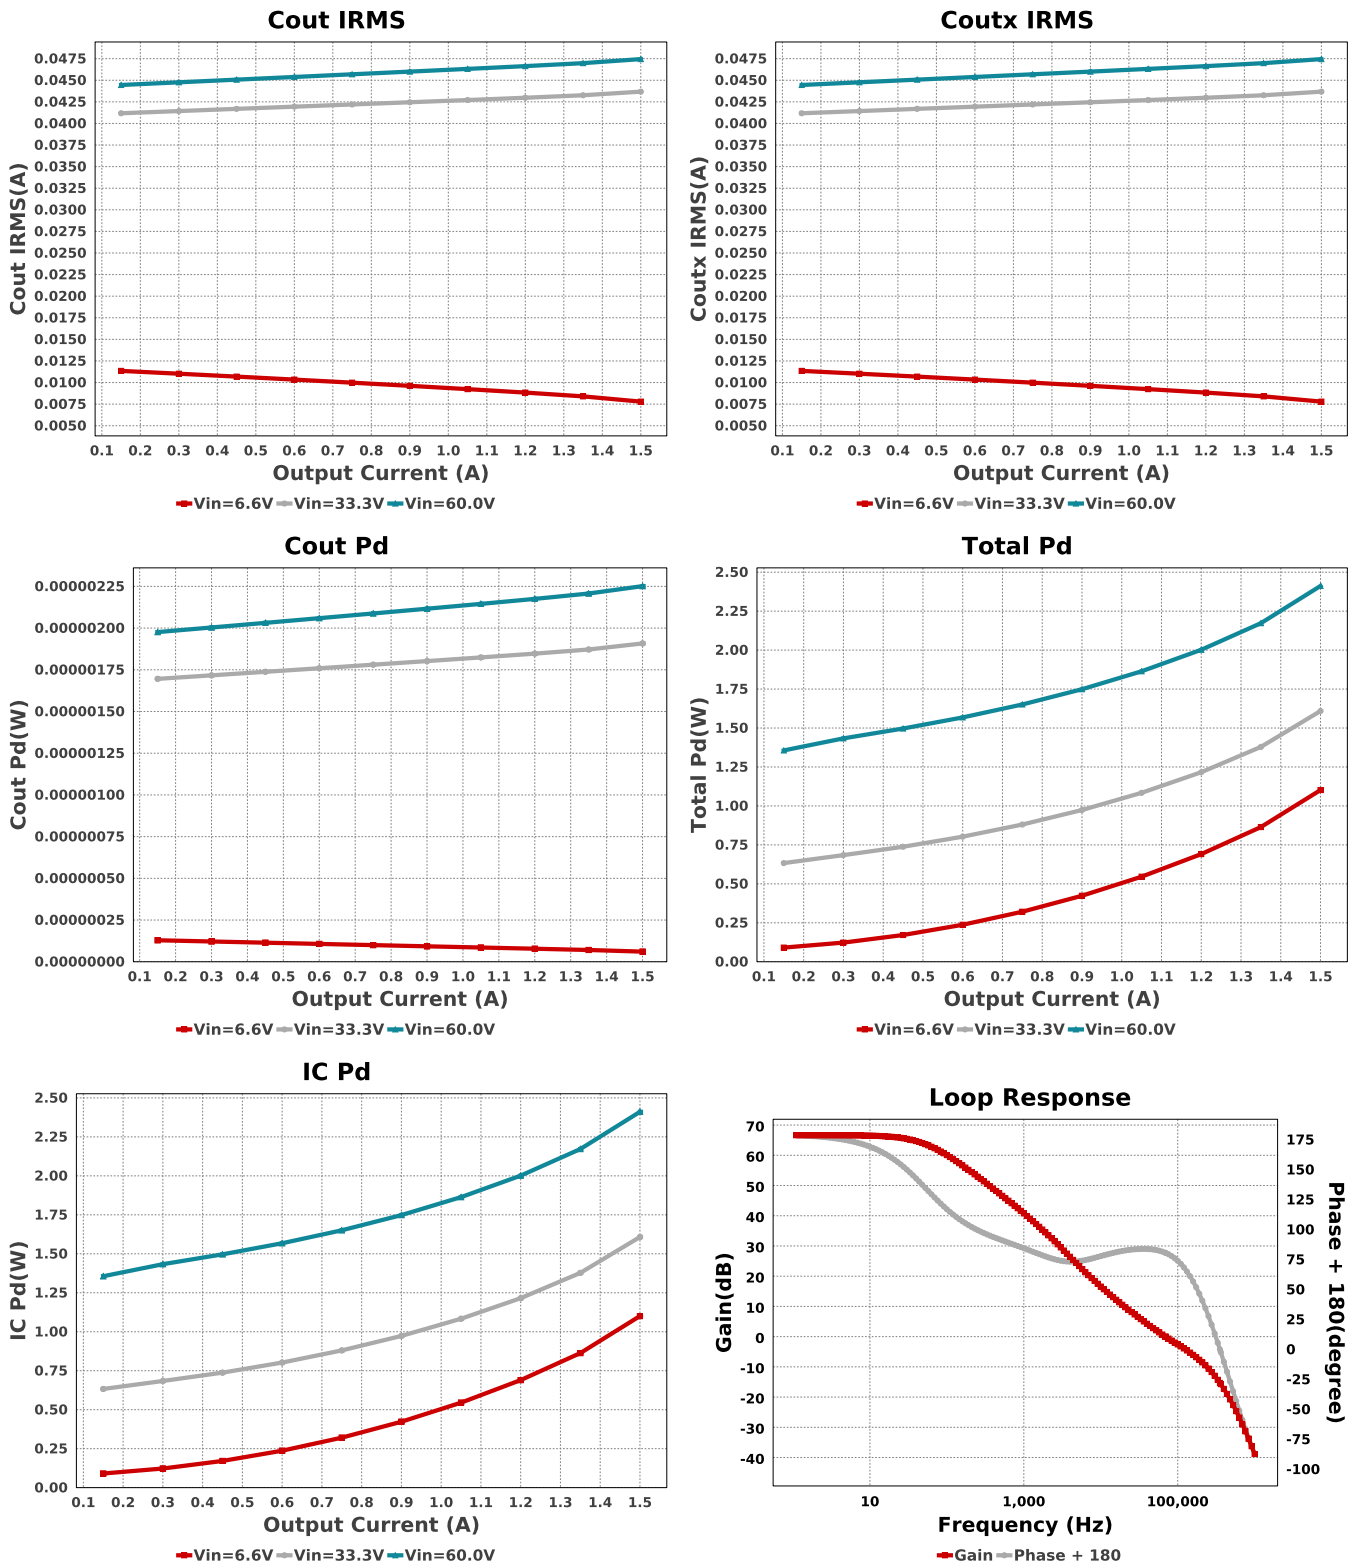 Cout IRMS
Cout IRMS(A)
0.0475
0.0450
0.0425
0.0400
0.0375
0.0350
0.0325
0.0300
0.0275
0.0250
0.0225
0.0200
0.0175
0.0150
0.0125
0.0100
0.0075
0.0050
0.1 0.2 0.3 0.4 0.5 0.6 0.7 0.8 0.9 1.0 1.1 1.2 1.3 1.4 1.5
Output Current (A)
Vin=6.6V Vin=33.3V Vin=60.0V
Coutx IRMS
Coutx IRMS(A)
0.0475
0.0450
0.0425
0.0400
0.0375
0.0350
0.0325
0.0300
0.0275
0.0250
0.0225
0.0200
0.0175
0.0150
0.0125
0.0100
0.0075
0.0050
0.1 0.2 0.3 0.4 0.5 0.6 0.7 0.8 0.9 1.0 1.1 1.2 1.3 1.4 1.5
Output Current (A)
Vin=6.6V Vin=33.3V Vin=60.0V
Cout Pd
Cout Pd(W)
0.00000225
0.00000200
0.00000175
0.00000150
0.00000125
0.00000100
0.00000075
0.00000050
0.00000025
0.00000000
0.1 0.2 0.3 0.4 0.5 0.6 0.7 0.8 0.9 1.0 1.1 1.2 1.3 1.4 1.5
Output Current (A)
Vin=6.6V Vin=33.3V Vin=60.0V
Total Pd
Total Pd(W)
2.50
2.25
2.00
1.75
1.50
1.25
1.00
0.75
0.50
0.25
0.00
0.1 0.2 0.3 0.4 0.5 0.6 0.7 0.8 0.9 1.0 1.1 1.2 1.3 1.4 1.5
Output Current (A)
Vin=6.6V Vin=33.3V Vin=60.0V
IC Pd
IC Pd(W)
2.50
2.25
2.00
1.75
1.50
1.25
1.00
0.75
0.50
0.25
0.00
0.1 0.2 0.3 0.4 0.5 0.6 0.7 0.8 0.9 1.0 1.1 1.2 1.3 1.4 1.5
Output Current (A)
Vin=6.6V Vin=33.3V Vin=60.0V
Loop Response
Gain(dB)
70
60
50
40
30
20
10
0
-10
-20
-30
-40
175
150
125
100
75
50
25
0
-25
-50
-75
-100
Phase + 180(degree)
10 1,000 100,000
Frequency (Hz)
Gain Phase + 180